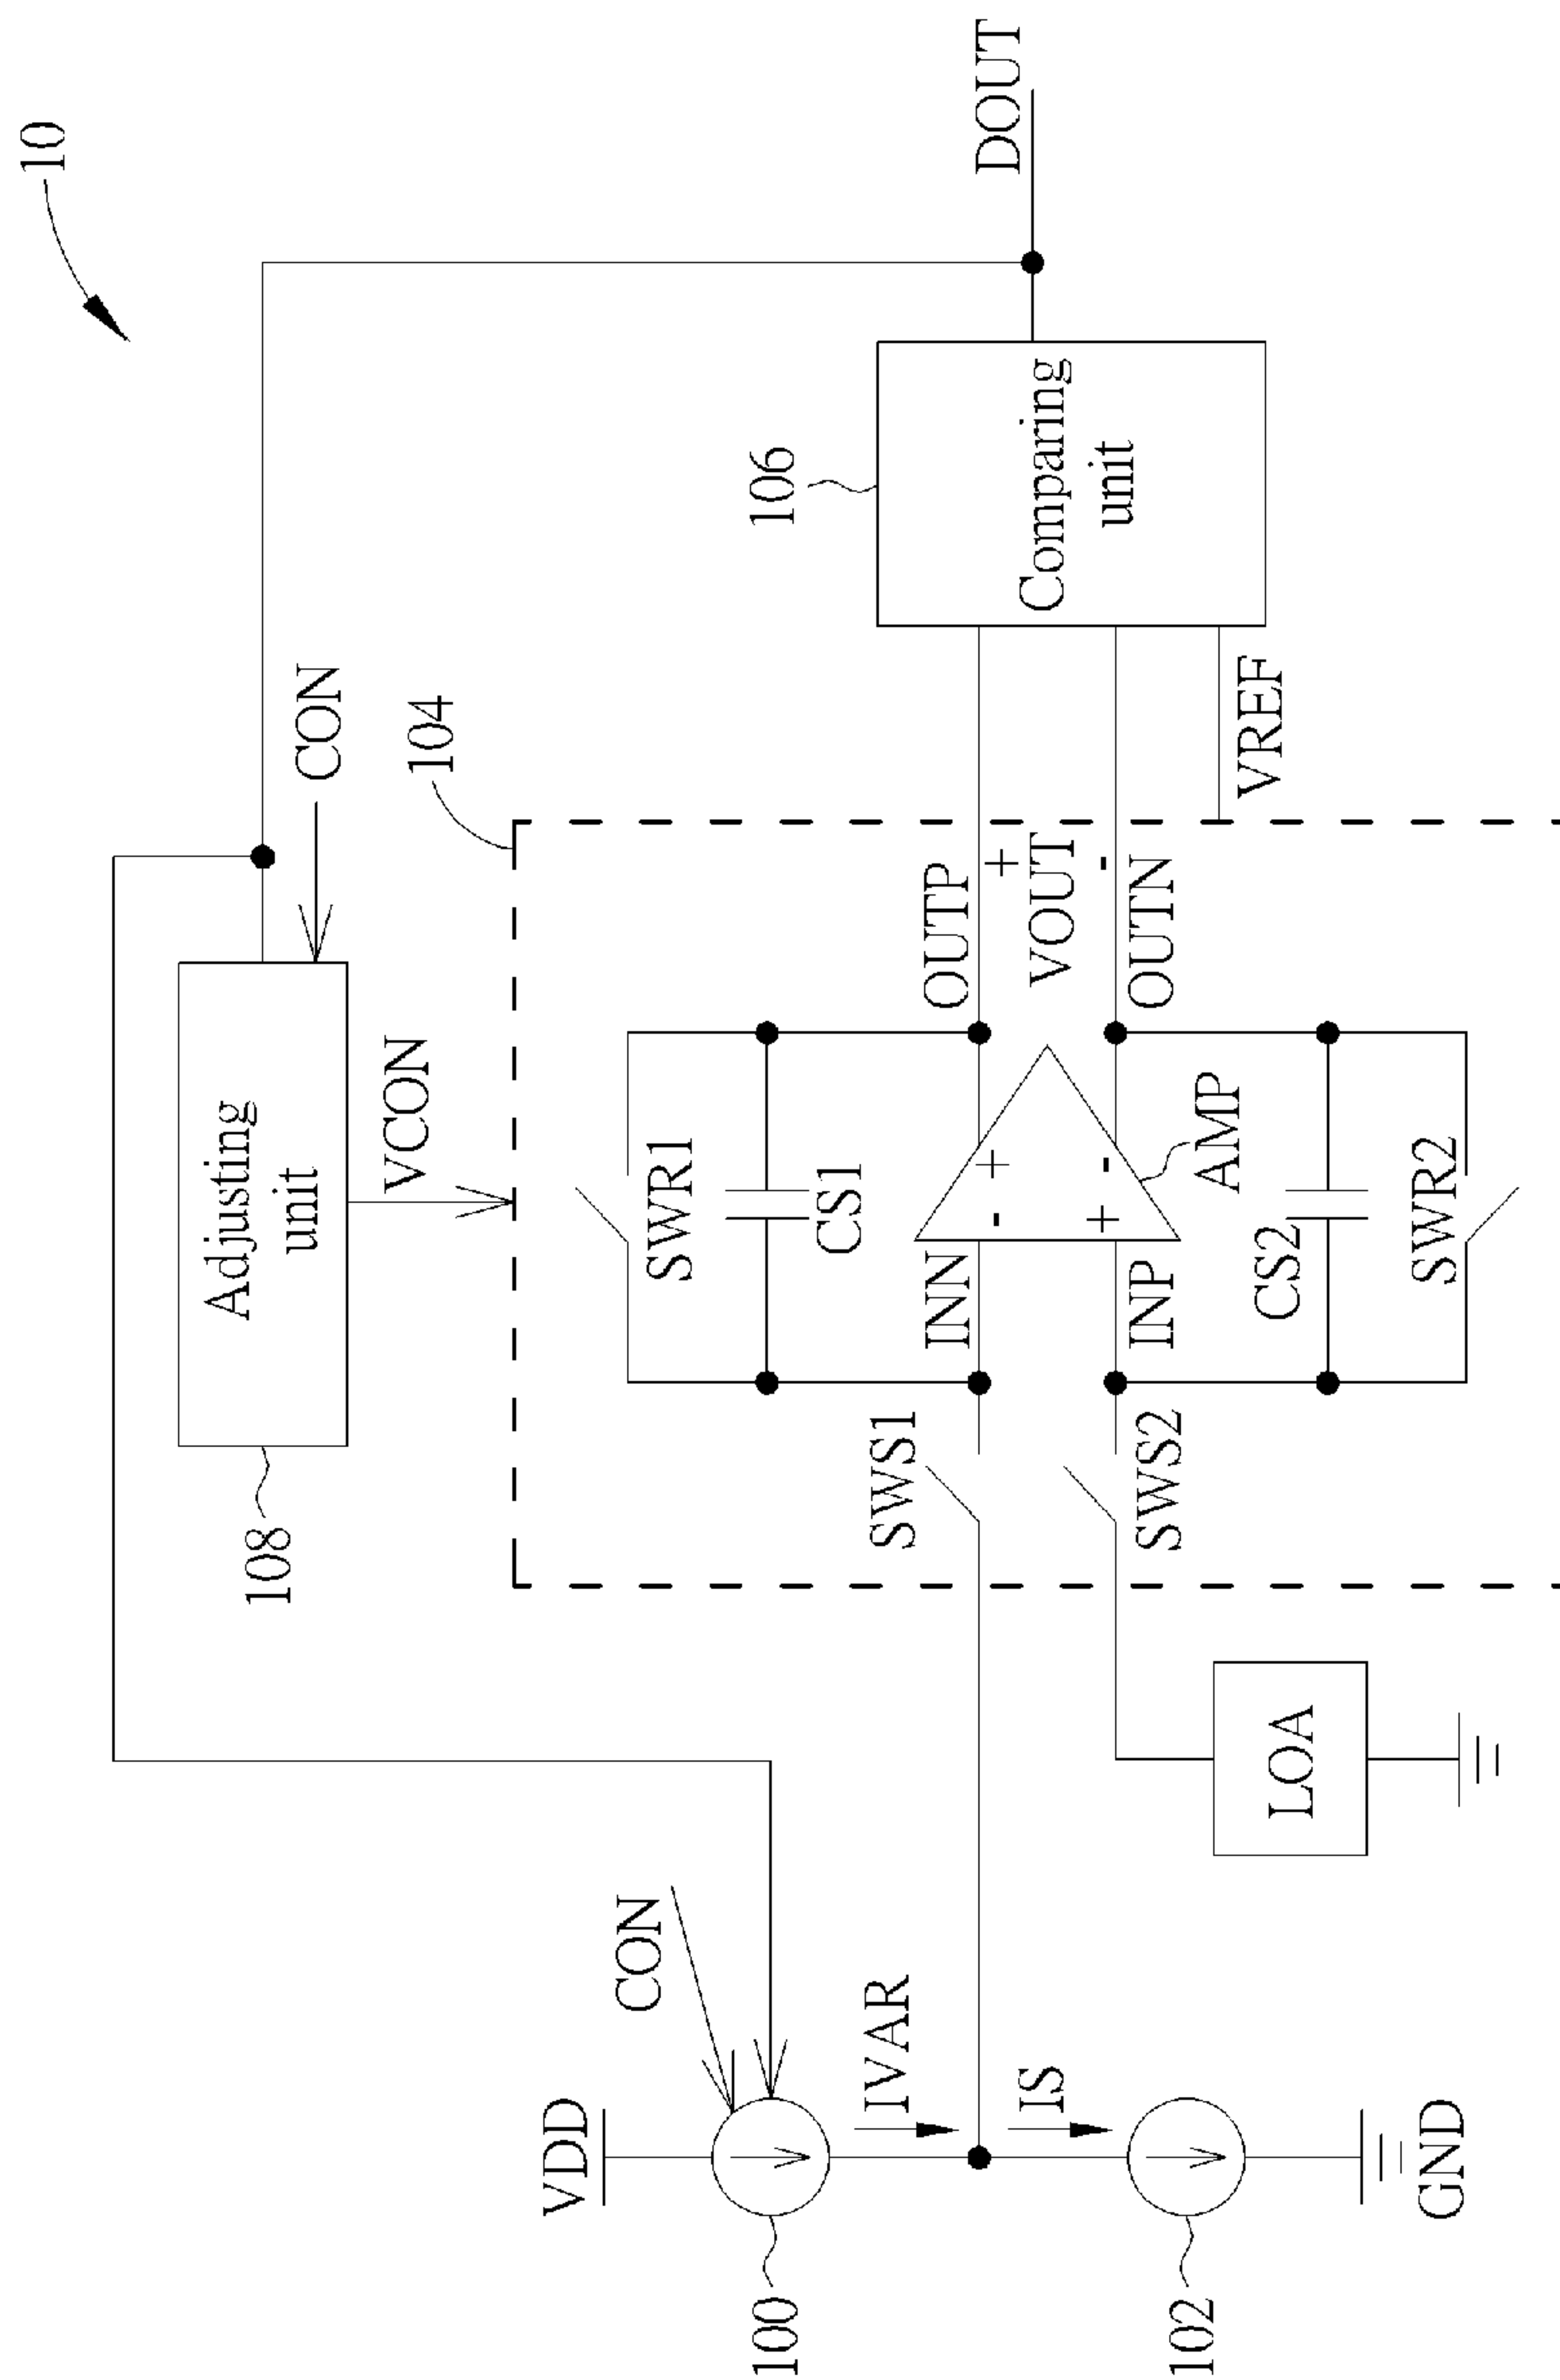 10
108
Adjusting
unit
CON
VCON
104
VDD
CON
100
IVAR
IS
102
GND
LOA
SWS1
SWS2
SWR1
CS1
INN
INP
-
+
+
-
AMP
CS2
SWR2
OUTP
+
VOUT
-
OUTN
VREF
106
Comparing
unit
DOUT